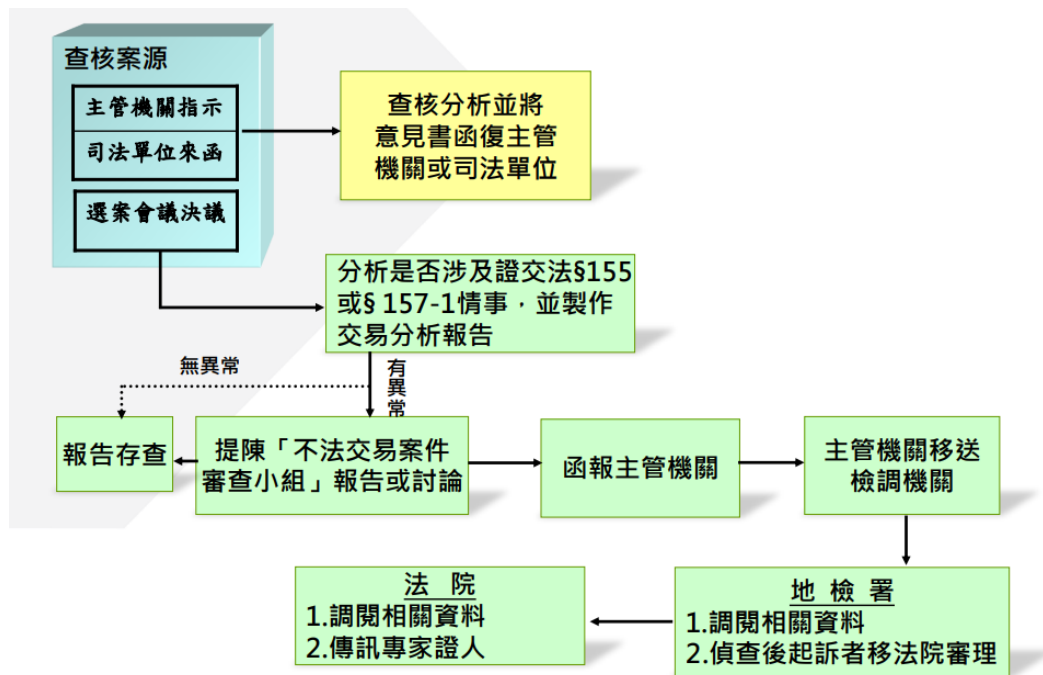 查核案源
主管機關指示
司法單位來函
選案會議決議
查核分析並將
意見書函復主管
機關或司法單位
分析是否涉及證交法§155
或§ 157-1情事，並製作
交易分析報告
無異常
有異常
報告存查
提陳「不法交易案件
審查小組」報告或討論
函報主管機關
主管機關移送
檢調機關
地 檢 署
1.調閱相關資料
2.偵查後起訴者移法院審理
法 院
1.調閱相關資料
2.傳訊專家證人